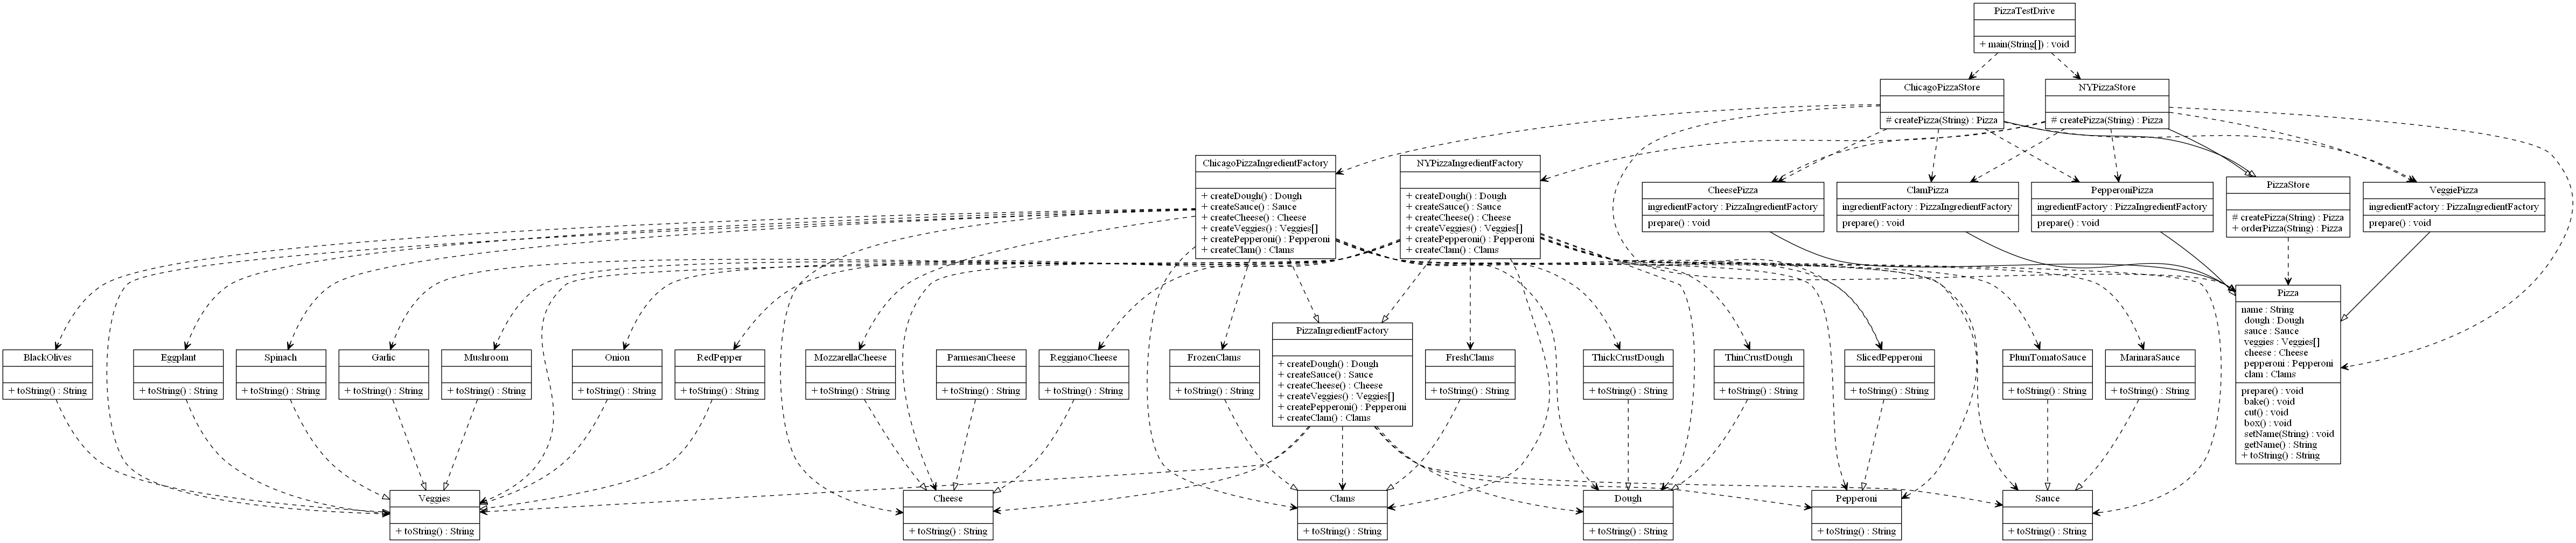 PizzaTestDrive
+ main(String[]) : void
ChicagoPizzaStore
# createPizza(String) : Pizza
NYPizzaStore
# createPizza(String) : Pizza
ChicagoPizzaIngredientFactory
+ createDough() : Dough
+ createSauce() : Sauce
+ createCheese() : Cheese
+ createVeggies() : Veggies[]
+ createPepperoni() : Pepperoni
+ createClam() : Clams
NYPizzaIngredientFactory
+ createDough() : Dough
+ createSauce() : Sauce
+ createCheese() : Cheese
+ createVeggies() : Veggies[]
+ createPepperoni() : Pepperoni
+ createClam() : Clams
CheesePizza
ingredientFactory : PizzaIngredientFactory
prepare() : void
ClamPizza
ingredientFactory : PizzaIngredientFactory
prepare() : void
PepperoniPizza
ingredientFactory : PizzaIngredientFactory
prepare() : void
PizzaStore
# createPizza(String) : Pizza
+ orderPizza(String) : Pizza
VeggiePizza
ingredientFactory : PizzaIngredientFactory
prepare() : void
Pizza
name : String
dough : Dough
sauce : Sauce
veggies : Veggies[]
cheese : Cheese
pepperoni : Pepperoni
clam : Clams
prepare() : void
bake() : void
cut() : void
box() : void
setName(String) : void
getName() : String
+ toString() : String
BlackOlives
+ toString() : String
Eggplant
+ toString() : String
Spinach
+ toString() : String
Garlic
+ toString() : String
Mushroom
+ toString() : String
Onion
+ toString() : String
RedPepper
+ toString() : String
MozzarellaCheese
+ toString() : String
ParmesanCheese
+ toString() : String
ReggianoCheese
+ toString() : String
FrozenClams
+ toString() : String
PizzaIngredientFactory
+ createDough() : Dough
+ createSauce() : Sauce
+ createCheese() : Cheese
+ createVeggies() : Veggies[]
+ createPepperoni() : Pepperoni
+ createClam() : Clams
FreshClams
+ toString() : String
ThickCrustDough
+ toString() : String
ThinCrustDough
+ toString() : String
SlicedPepperoni
+ toString() : String
PlumTomatoSauce
+ toString() : String
MarinaraSauce
+ toString() : String
Veggies
+ toString() : String
Cheese
+ toString() : String
Clams
+ toString() : String
Dough
+ toString() : String
Pepperoni
+ toString() : String
Sauce
+ toString() : String